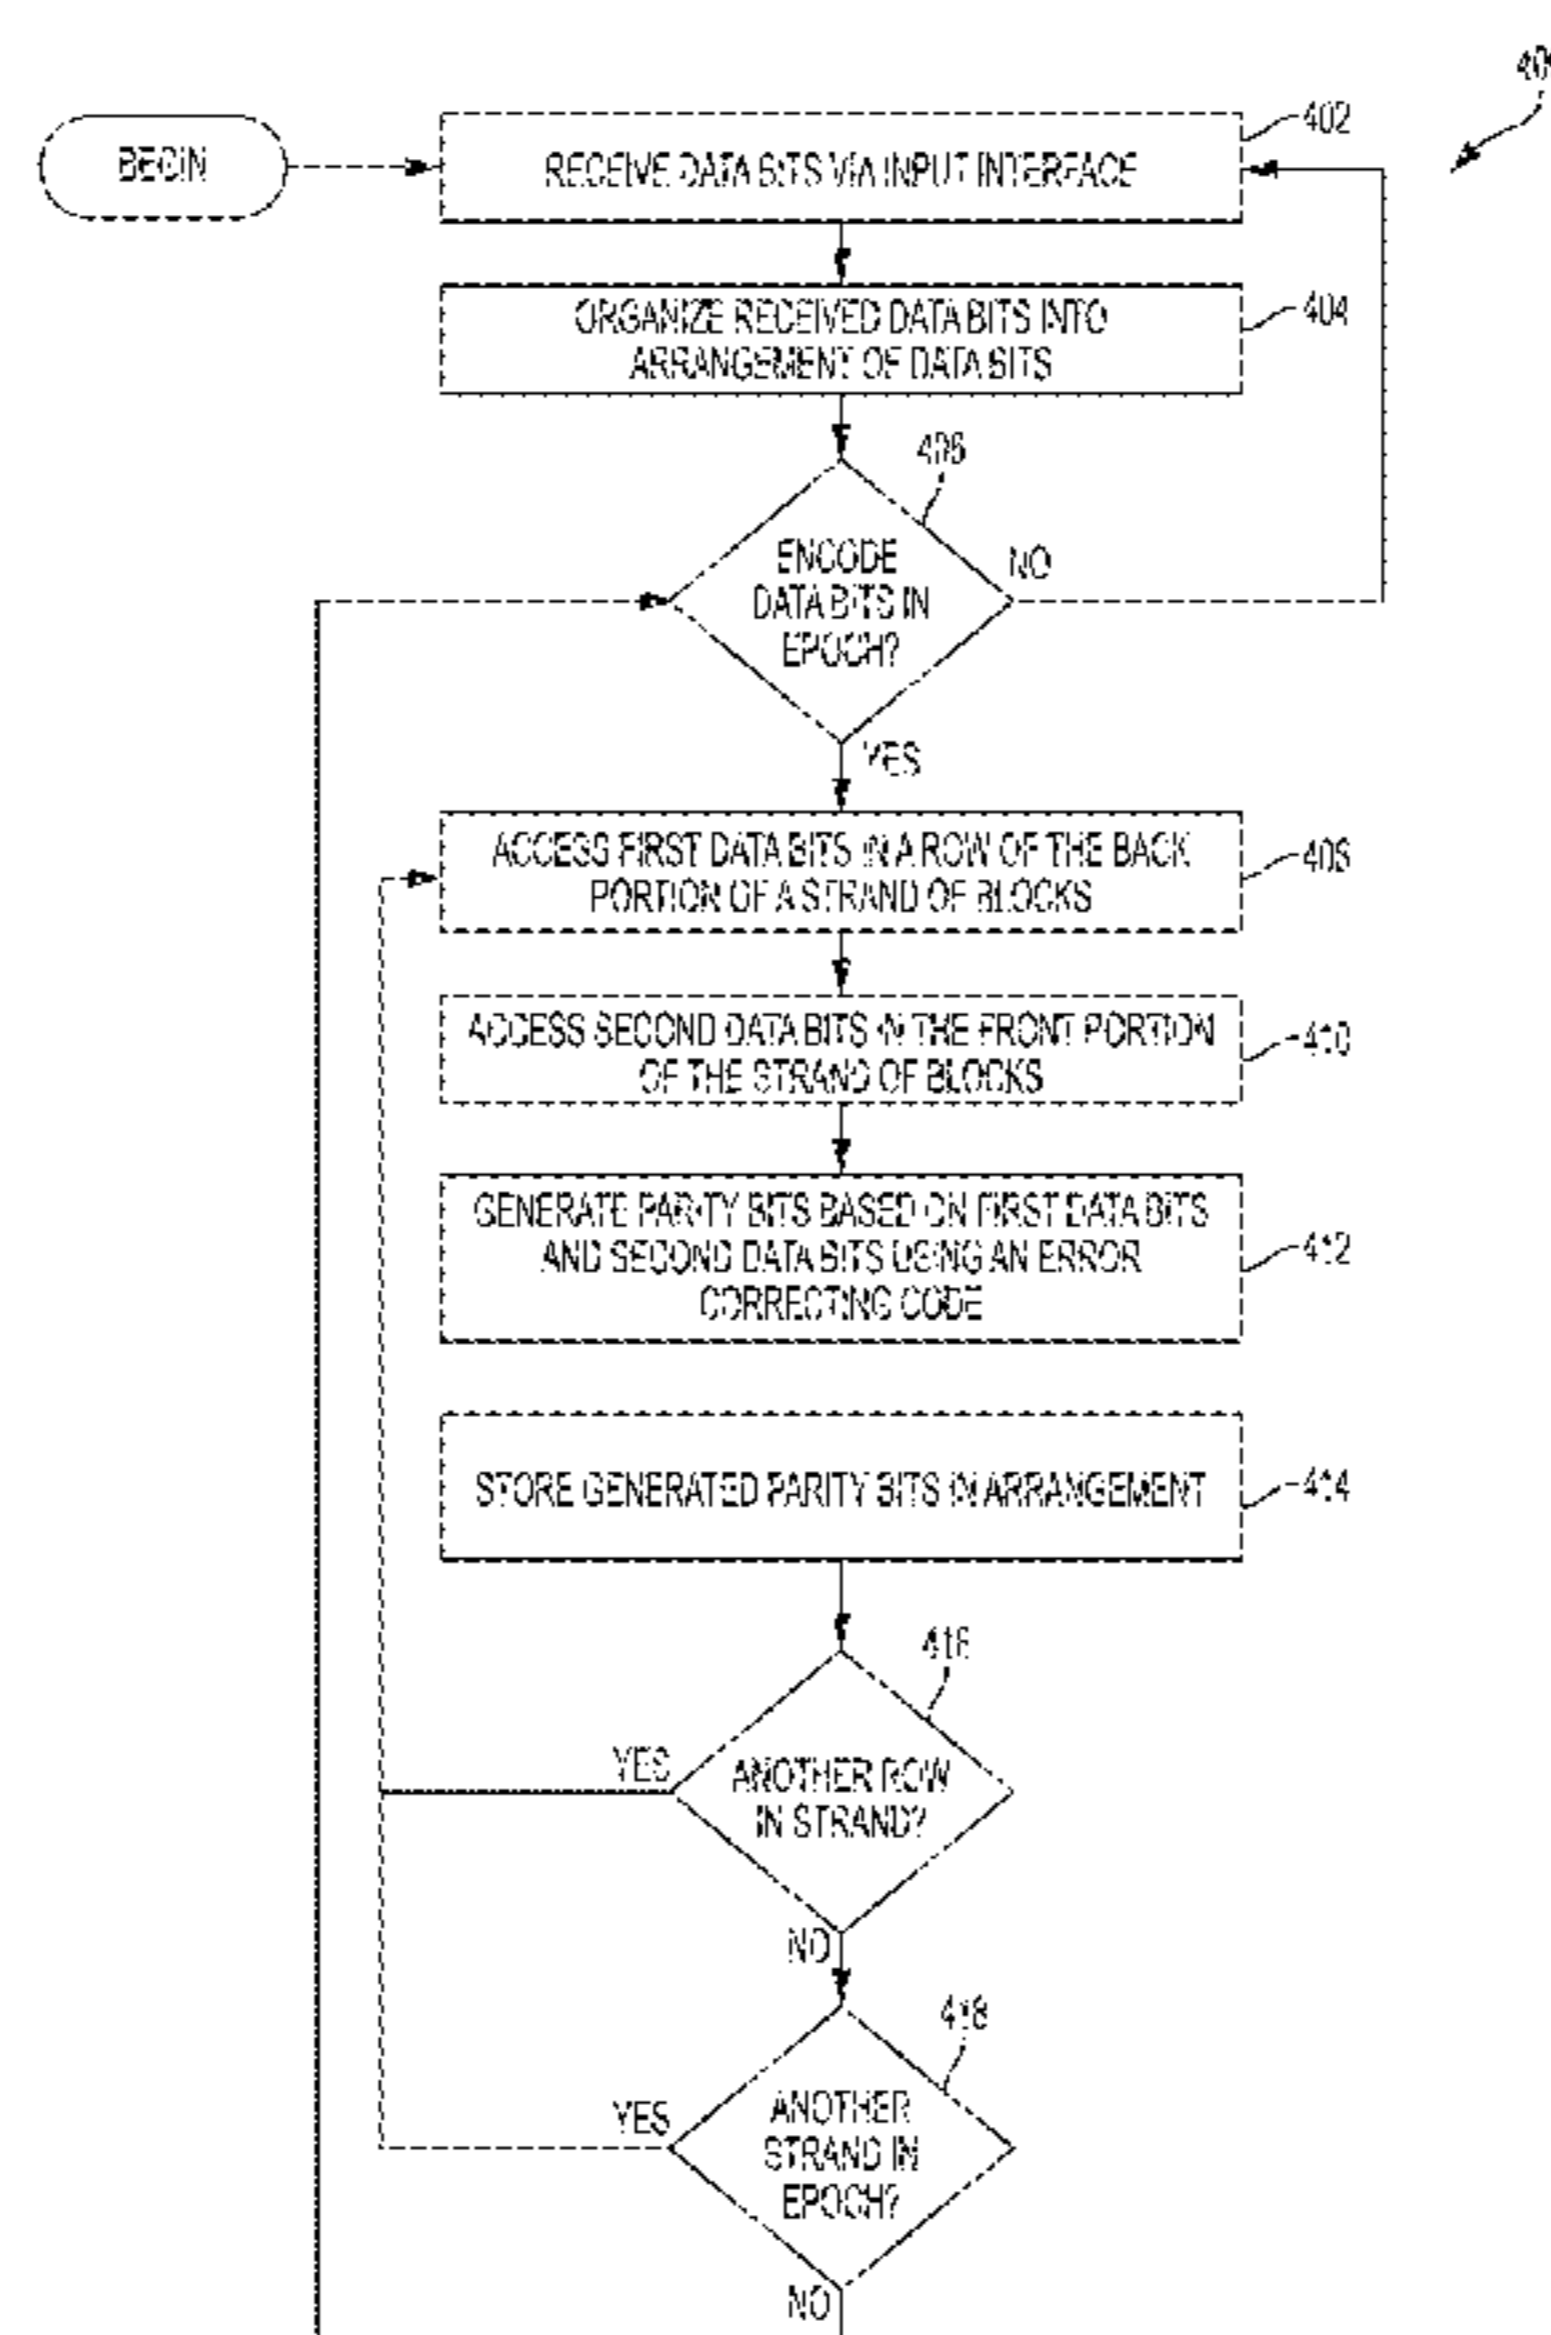 BEGIN
402
RECEIVE DATA BITS VIA INPUT INTERFACE
404
ORGANIZE RECEIVED DATA BITS INTO
ARRANGEMENT OF DATA BITS
406
ENCODE
DATA BITS IN
EPOCH?
NO
YES
408
ACCESS FIRST DATA BITS IN A ROW OF THE BACK
PORTION OF A STRAND OF BLOCKS
410
ACCESS SECOND DATA BITS IN THE FRONT PORTION
OF THE STRAND OF BLOCKS
412
GENERATE PARITY BITS BASED ON FIRST DATA BITS
AND SECOND DATA BITS USING AN ERROR
CORRECTING CODE
414
STORE GENERATED PARITY BITS IN ARRANGEMENT
416
YES
ANOTHER ROW
IN STRAND?
NO
418
YES
ANOTHER
STRAND IN
EPOCH?
NO